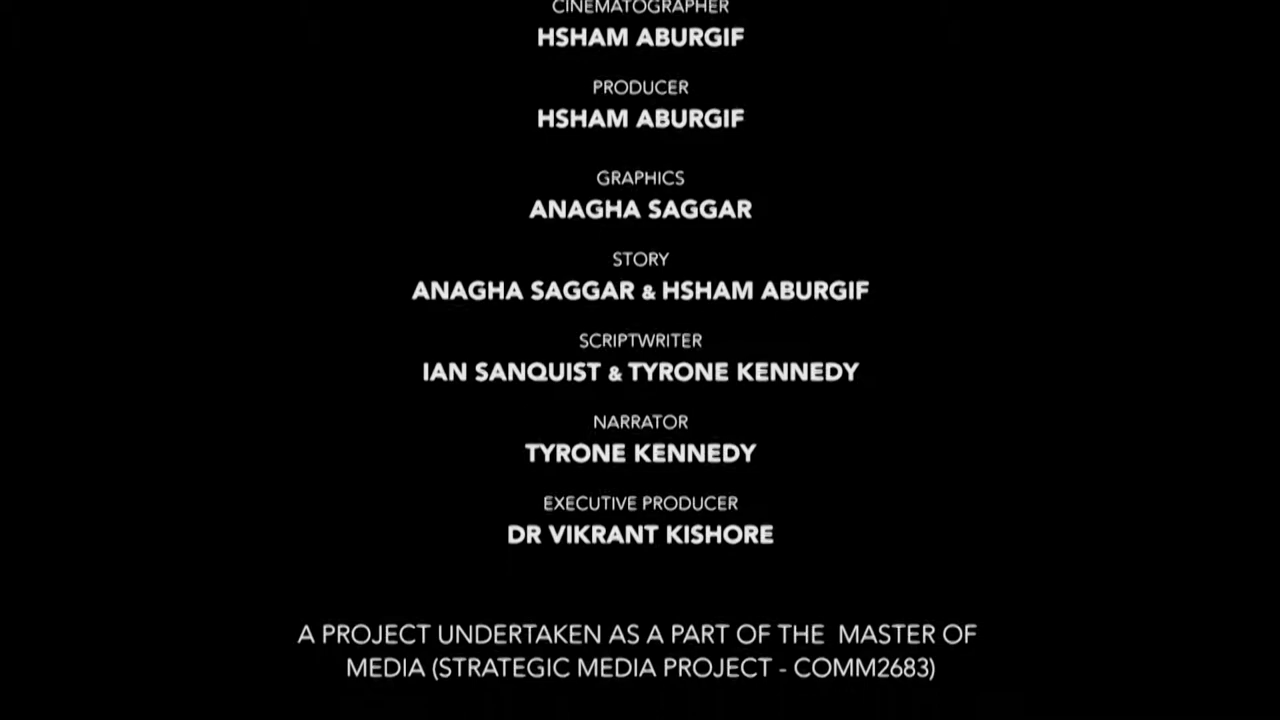 CINEMATOGRAPHER
HSHAM ABURGIF
PRODUCER
HSHAM ABURGIF
GRAPHICS
ANAGHA SAGGAR
STORY
ANAGHA SAGGAR & HSHAM ABURGIF
SCRIPTWRITER
IAN SANQUIST & TYRONE KENNEDY
NARRATOR
TYRONE KENNEDY
EXECUTIVE PRODUCER
DR VIKRANT KISHORE
A PROJECT UNDERTAKEN AS A PART OF THE MASTER OF
MEDIA (STRATEGIC MEDIA PROJECT - COMM2683)